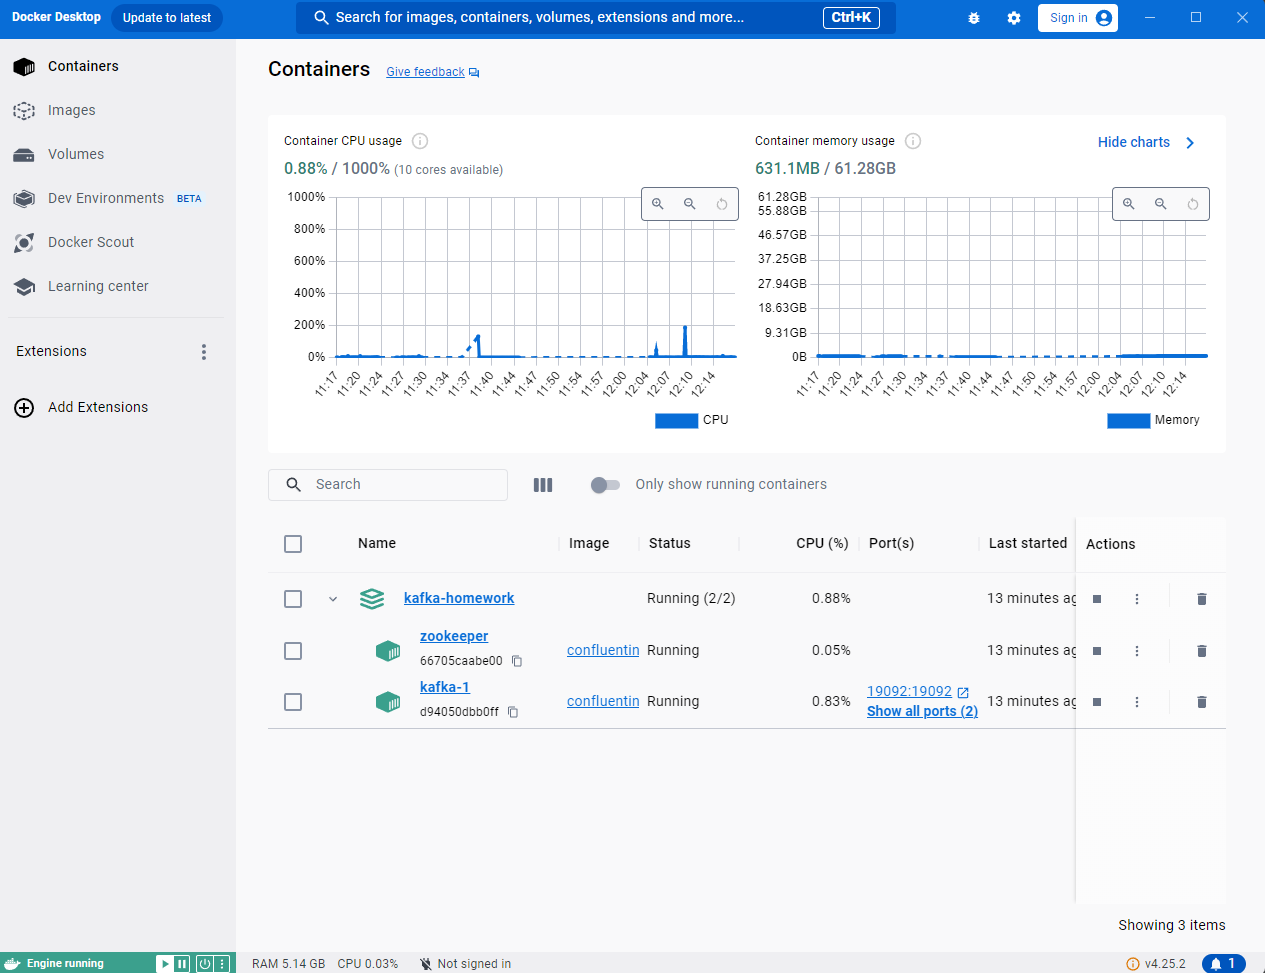 Docker Desktop
Update to latest
Search for images, containers, volumes, extensions and more...
Ctrl+K
Sign in
Containers
Images
Volumes
Dev Environments BETA
Docker Scout
Learning center
Extensions
Add Extensions
Containers
Give feedback
Container CPU usage
0.88% / 1000% (10 cores available)
1000%
800%
600%
400%
200%
0%
11:17 11:20 11:24 11:27 11:30 11:34 11:37 11:40 11:44 11:47 11:50 11:54 11:57 12:00 12:04 12:07 12:10 12:14
CPU
Container memory usage
631.1MB / 61.28GB
Hide charts
61.28GB
55.88GB
46.57GB
37.25GB
27.94GB
18.63GB
9.31GB
0B
11:17 11:20 11:24 11:27 11:30 11:34 11:37 11:40 11:44 11:47 11:50 11:54 11:57 12:00 12:04 12:07 12:10 12:14
Memory
Search
Only show running containers
Name Image Status CPU (%) Port(s) Last started Actions
kafka-homework Running (2/2) 0.88% 13 minutes ag
zookeeper
66705caabe00
confluentin Running 0.05% 13 minutes ag
kafka-1
d94050dbb0ff
confluentin Running 0.83% 19092:19092
Show all ports (2)
13 minutes ag
Showing 3 items
Engine running
RAM 5.14 GB CPU 0.03% Not signed in
v4.25.2
1